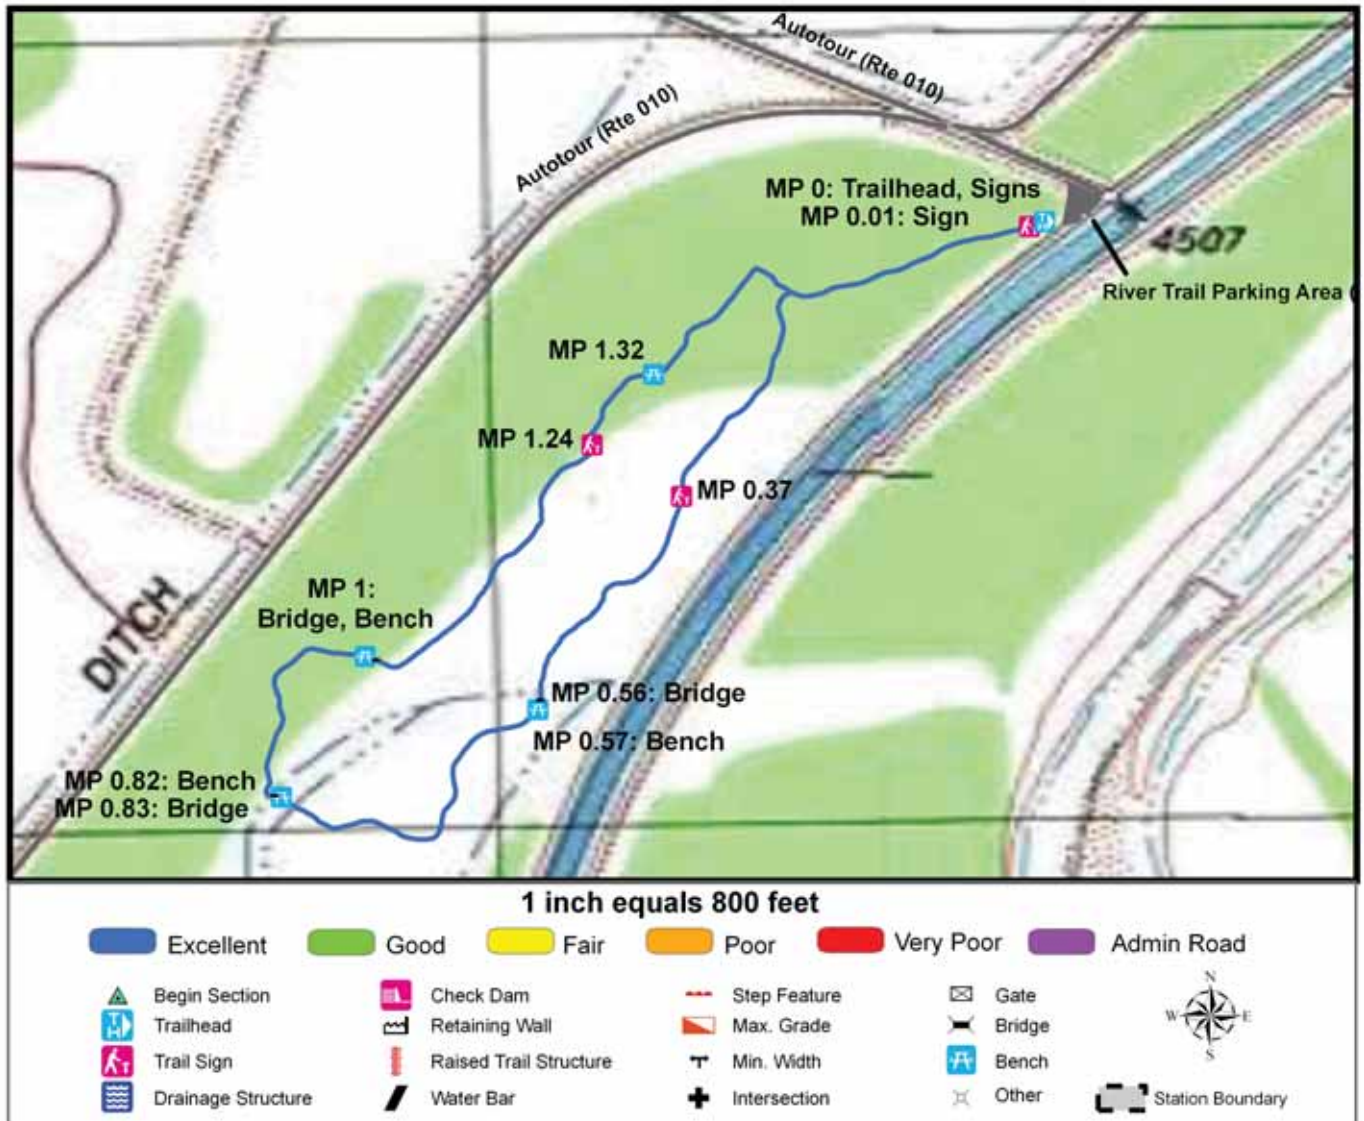 Autotour (Rte 010)
Autotour (Rte 010)
MP 0: Trailhead, Signs
MP 0.01: Sign
4507
River Trail Parking Area (
MP 1.32
MP 1.24
MP 0.37
MP 1:
Bridge, Bench
DITCH
MP 0.56: Bridge
MP 0.57: Bench
MP 0.82: Bench
MP 0.83: Bridge
1 inch equals 800 feet
Excellent Good Fair Poor Very Poor Admin Road
Begin Section Check Dam Step Feature Gate
Trailhead Retaining Wall Max. Grade Bridge
Trail Sign Raised Trail Structure Min. Width Bench
Drainage Structure Water Bar Intersection Other Station Boundary
N
W E
S